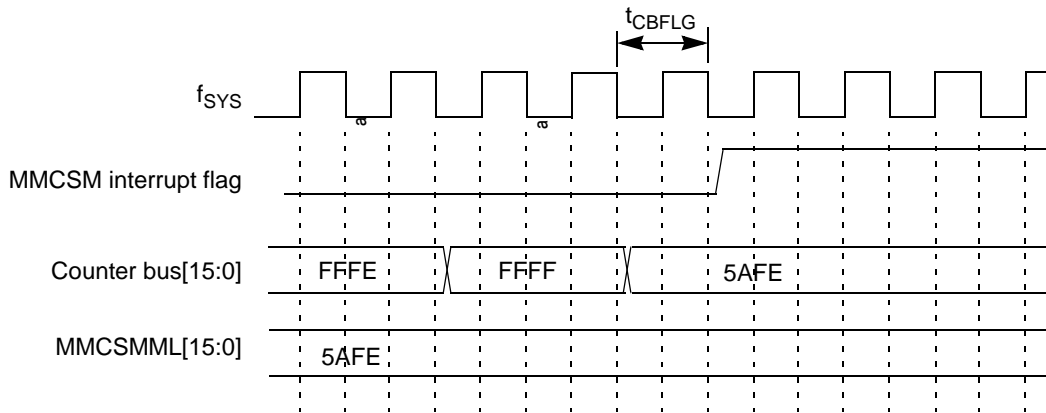 tCBFLG
fSYS
a a
MMCSM interrupt flag
Counter bus[15:0] FFFE FFFF 5AFE
MMCSMML[15:0] 5AFE